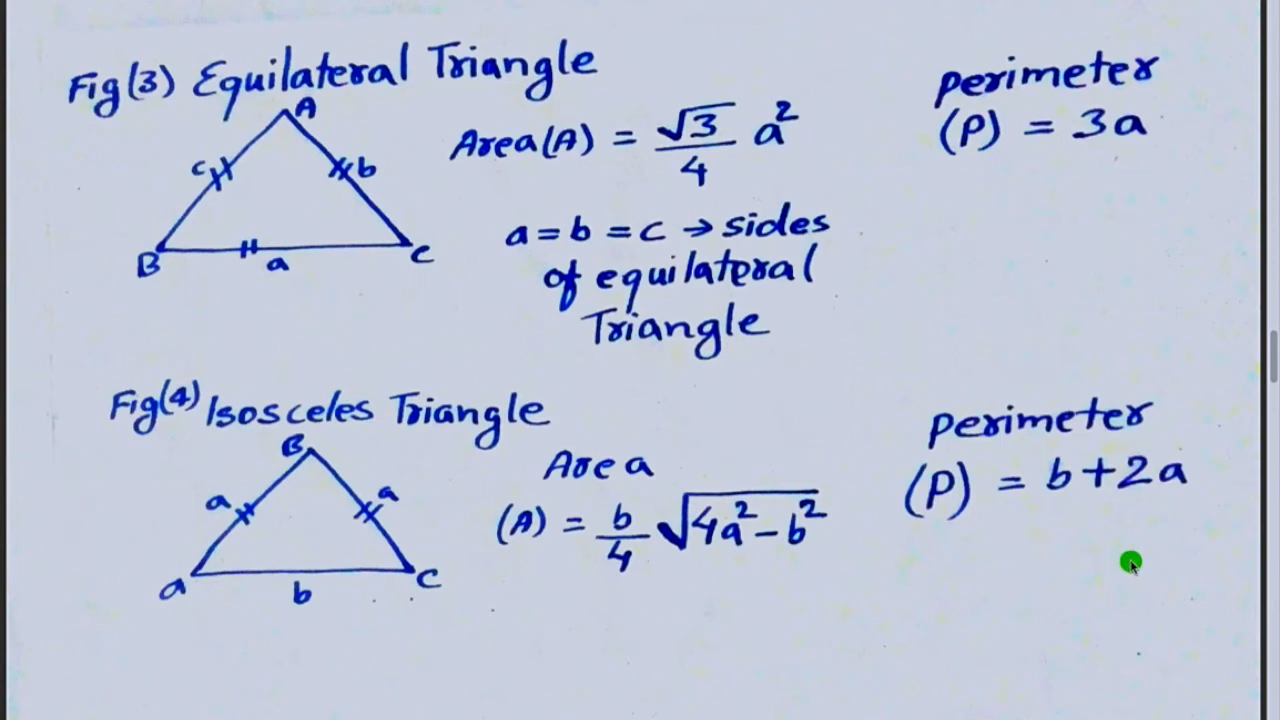 Fig(3) Equilateral Triangle
A
c
b
B
a
C
Area(A) = √3/4 a²
a = b = c → sides
of equilateral
Triangle
Perimeter
(P) = 3a
Fig(4) Isosceles Triangle
B
a
a
a
b
C
Area
(A) = b/4 √4a²-b²
Perimeter
(P) = b+2a